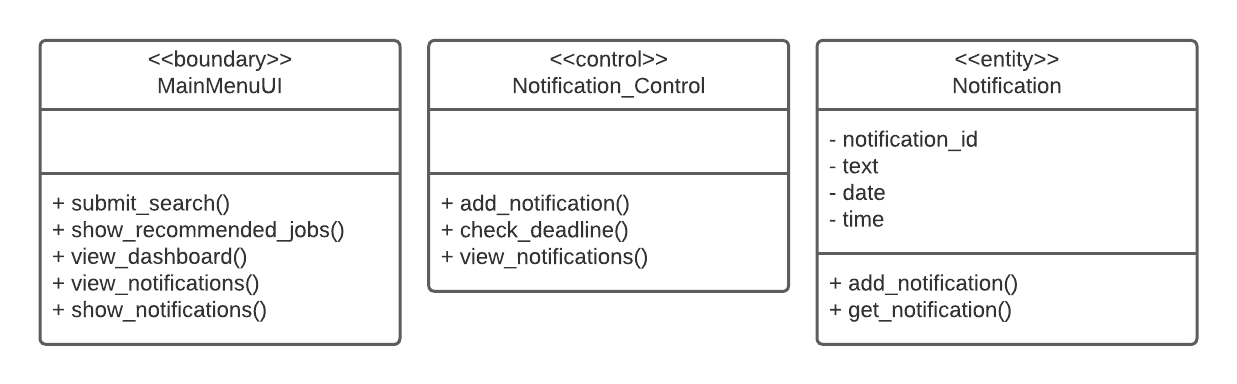 <<boundary>>
MainMenuUI
+ submit_search()
+ show_recommended_jobs()
+ view_dashboard()
+ view_notifications()
+ show_notifications()
<<control>>
Notification_Control
+ add_notification()
+ check_deadline()
+ view_notifications()
<<entity>>
Notification
- notification_id
- text
- date
- time
+ add_notification()
+ get_notification()